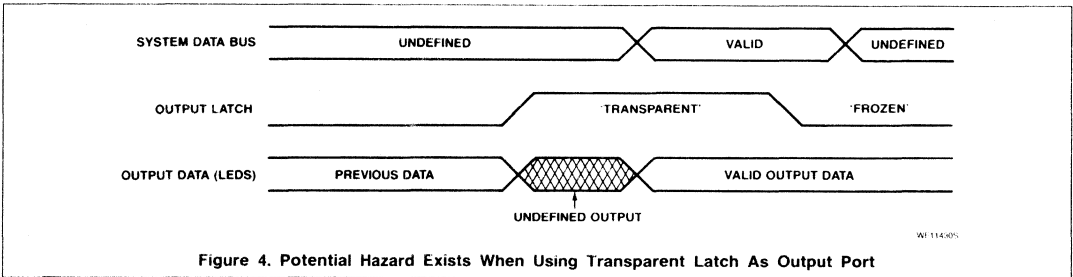 SYSTEM DATA BUS
UNDEFINED
VALID
UNDEFINED
OUTPUT LATCH
'TRANSPARENT'
'FROZEN'
OUTPUT DATA (LEDS)
PREVIOUS DATA
VALID OUTPUT DATA
UNDEFINED OUTPUT
WF11430S
Figure 4. Potential Hazard Exists When Using Transparent Latch As Output Port